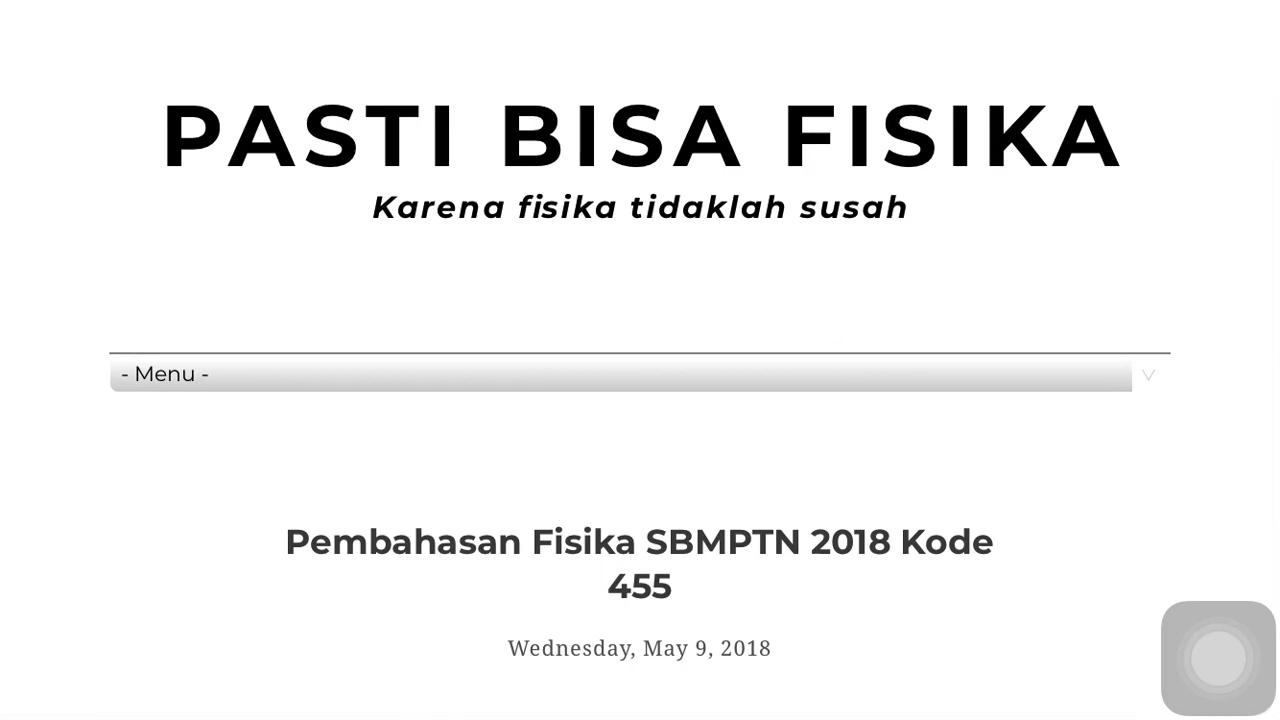 PASTI BISA FISIKA
Karena fisika tidaklah susah
- Menu -
Pembahasan Fisika SBMPTN 2018 Kode
455
Wednesday, May 9, 2018